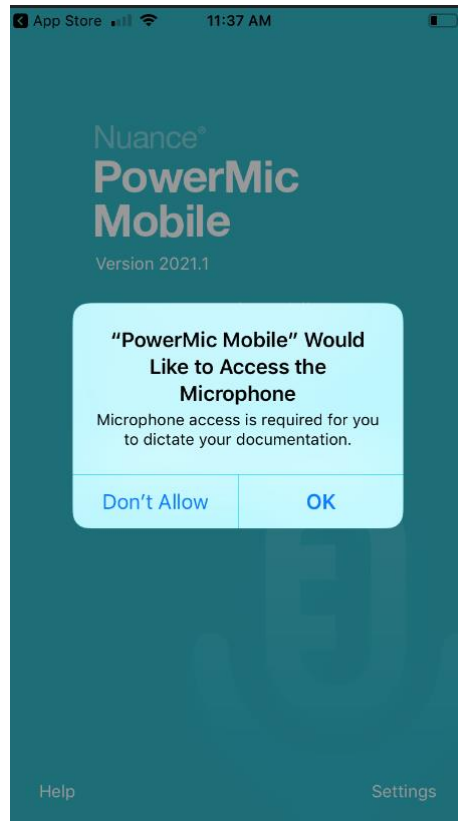 App Store 11:37 AM
Nuance®
PowerMic
Mobile
Version 2021.1
“PowerMic Mobile” Would
Like to Access the
Microphone
Microphone access is required for you
to dictate your documentation.
Don’t Allow OK
Help Settings